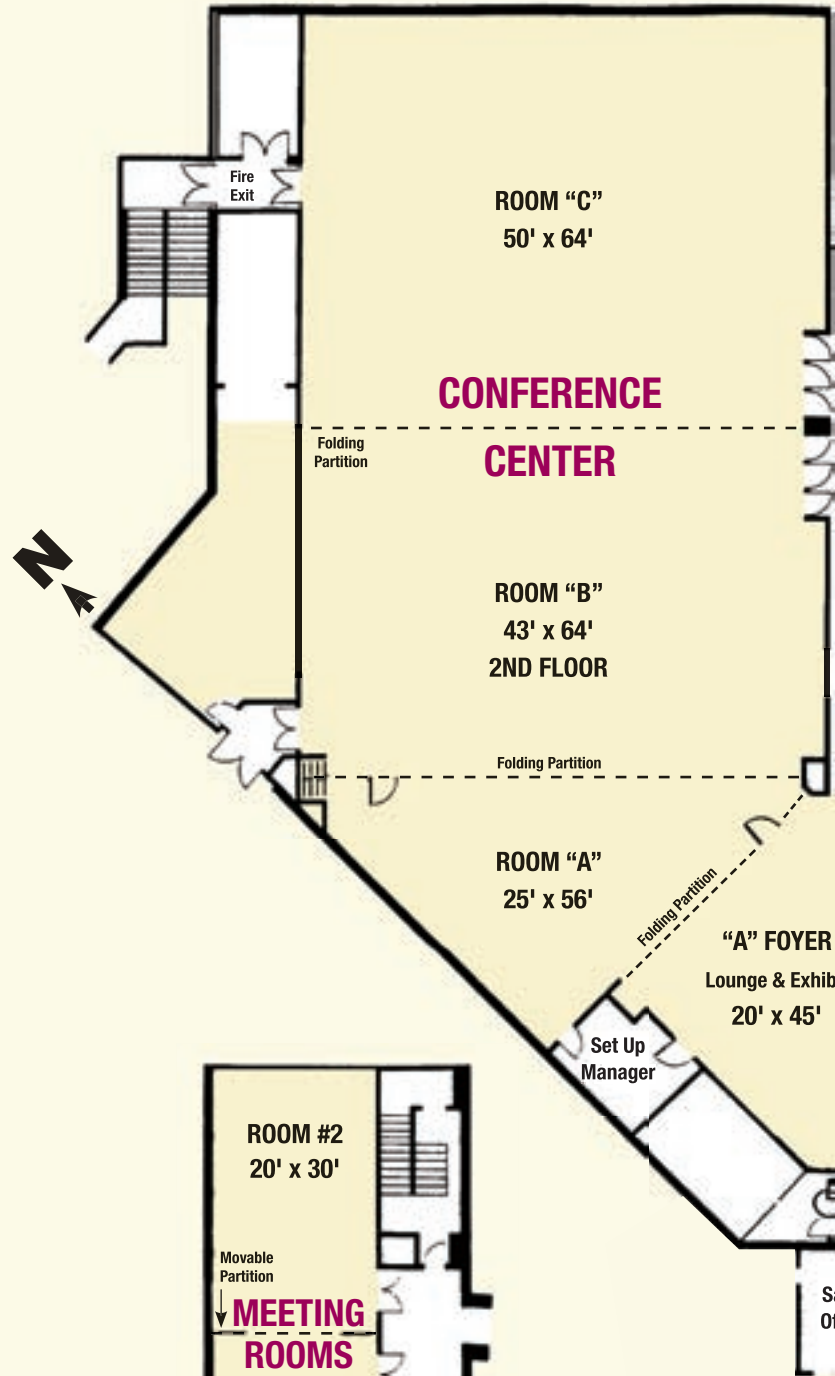 Fire
Exit
ROOM “C”
50' x 64'
CONFERENCE
Folding
Partition
CENTER
N
ROOM “B”
43' x 64'
2ND FLOOR
Folding Partition
ROOM “A”
25' x 56'
Folding Partition
“A” FOYER
Lounge & Exhib
20' x 45'
Set Up
Manager
ROOM #2
20' x 30'
Movable
Partition
MEETING
ROOMS